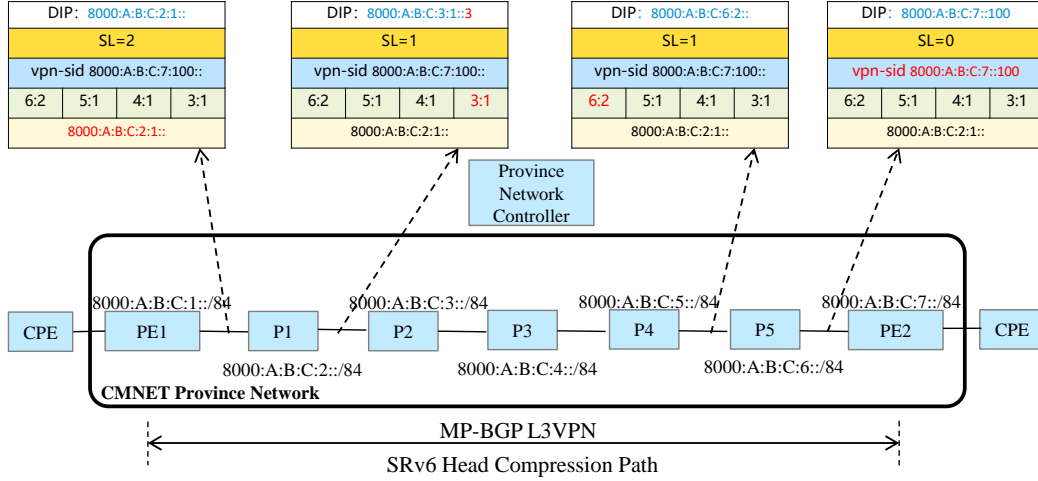 DIP: 8000:A:B:C:2:1::
SL=2
vpn-sid 8000:A:B:C:7:100::
6:2 5:1 4:1 3:1
8000:A:B:C:2:1::
DIP: 8000:A:B:C:3:1::3
SL=1
vpn-sid 8000:A:B:C:7:100::
6:2 5:1 4:1 3:1
8000:A:B:C:2:1::
DIP: 8000:A:B:C:6:2::
SL=1
vpn-sid 8000:A:B:C:7:100::
6:2 5:1 4:1 3:1
8000:A:B:C:2:1::
DIP: 8000:A:B:C:7::100
SL=0
vpn-sid 8000:A:B:C:7::100
6:2 5:1 4:1 3:1
8000:A:B:C:2:1::
Province
Network
Controller
8000:A:B:C:1::/84 8000:A:B:C:3::/84 8000:A:B:C:5::/84 8000:A:B:C:7::/84
CPE PE1 P1 P2 P3 P4 P5 PE2 CPE
8000:A:B:C:2::/84 8000:A:B:C:4::/84 8000:A:B:C:6::/84
CMNET Province Network
MP-BGP L3VPN
SRv6 Head Compression Path